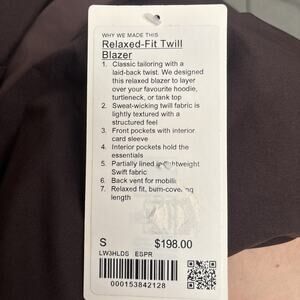 WHY WE MADE THIS
Relaxed-Fit Twill
Blazer
1. Classic tailoring with a
laid-back twist. We designed
this relaxed blazer to layer
over your favourite hoodie,
turtleneck, or tank top
2. Sweat-wicking twill fabric is
lightly textured with a
structured feel
3. Front pockets with interior
card sleeve
4. Interior pockets hold the
essentials
5. Partially lined in lightweight
Swift fabric
6. Back vent for mobility
7. Relaxed fit, bum-covering
length
S $198.00
LW3HLDS ESPR
000153842128